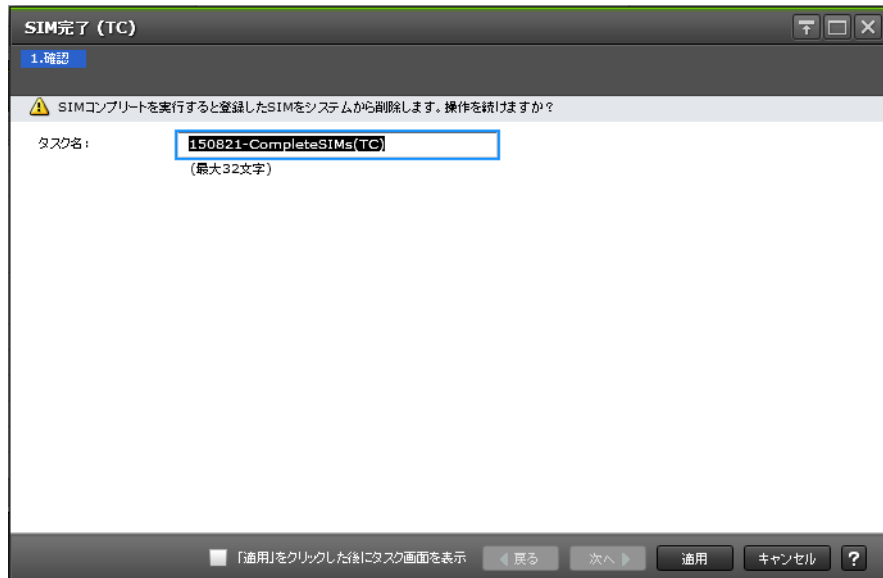 SIM完了 (TC)
1.確認
SIMコンプリートを実行すると登録したSIMをシステムから削除します。操作を続けますか？
タスク名： 150821-CompleteSIMs(TC)
(最大32文字)
「適用」をクリックした後にタスク画面を表示 戻る 次へ 適用 キャンセル ?